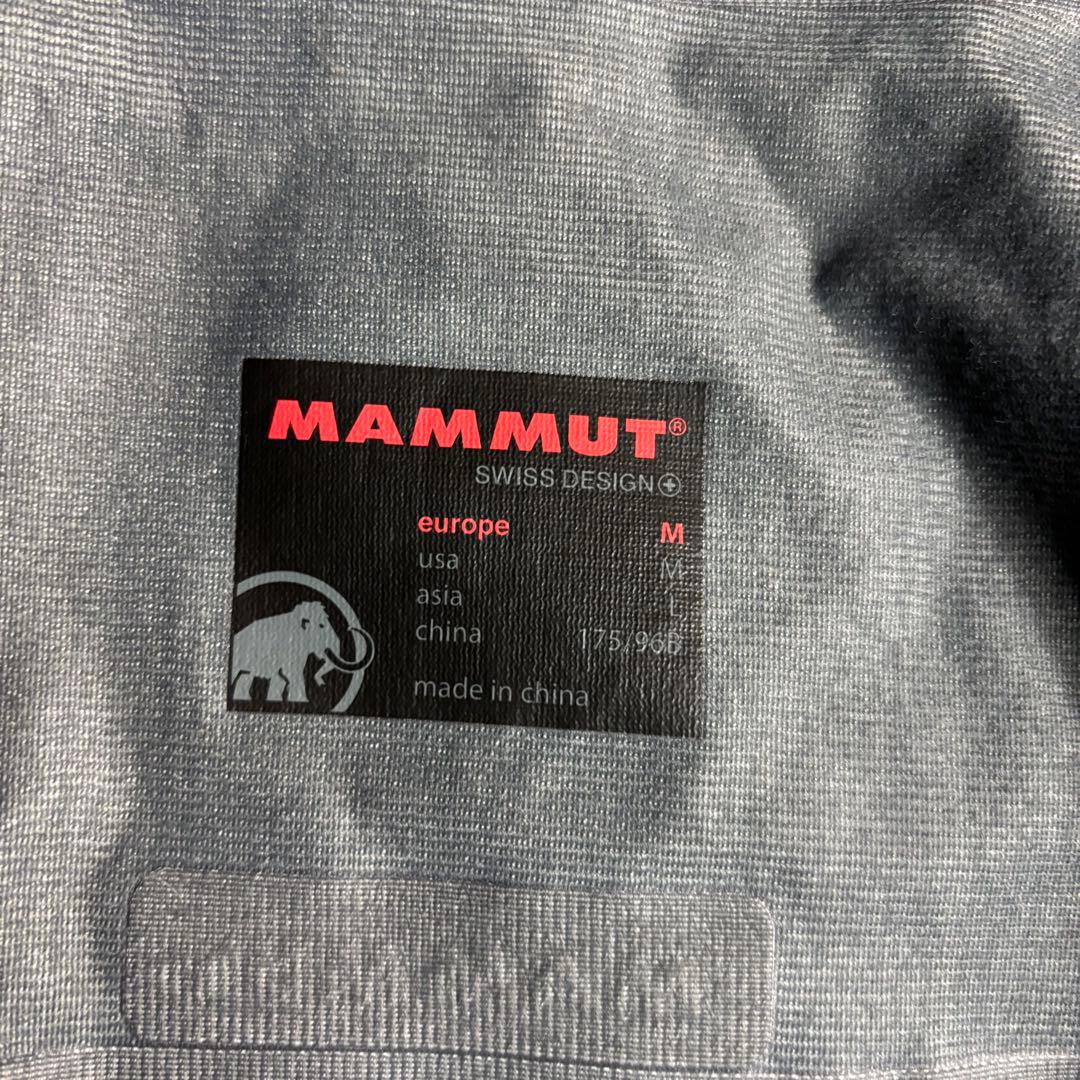 MAMMUT®
SWISS DESIGN
europe M
usa M
asia L
china 175/96B
made in china